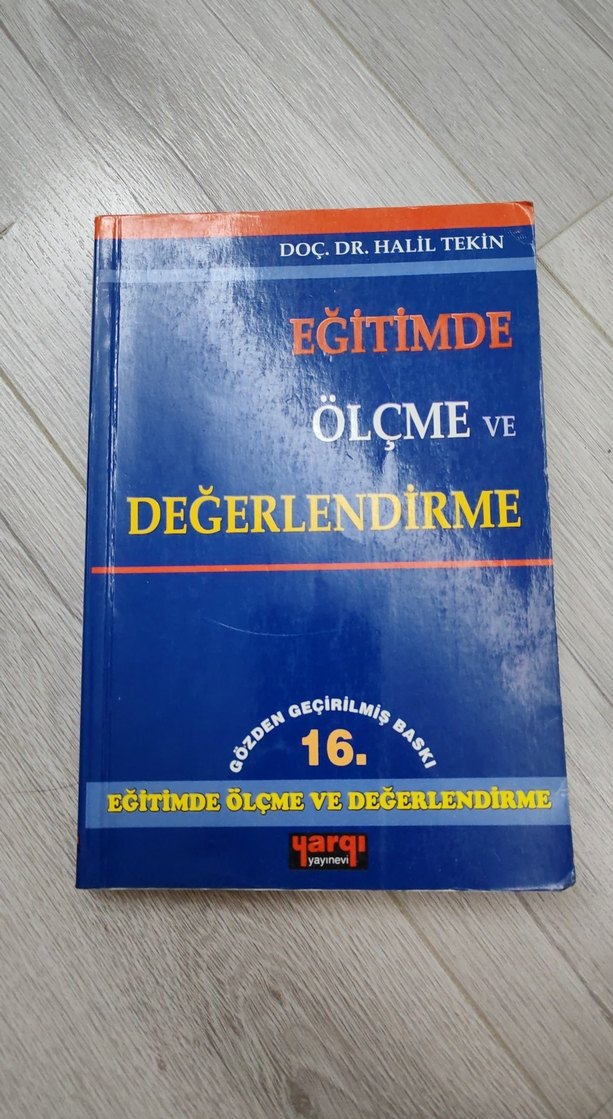 DOÇ. DR. HALİL TEKİN
EĞİTİMDE
ÖLÇME VE
DEĞERLENDİRME
GÖZDEN GEÇİRİLMİŞ BASKI
16.
EĞİTİMDE ÖLÇME VE DEĞERLENDİRME
yargı
yayınevi